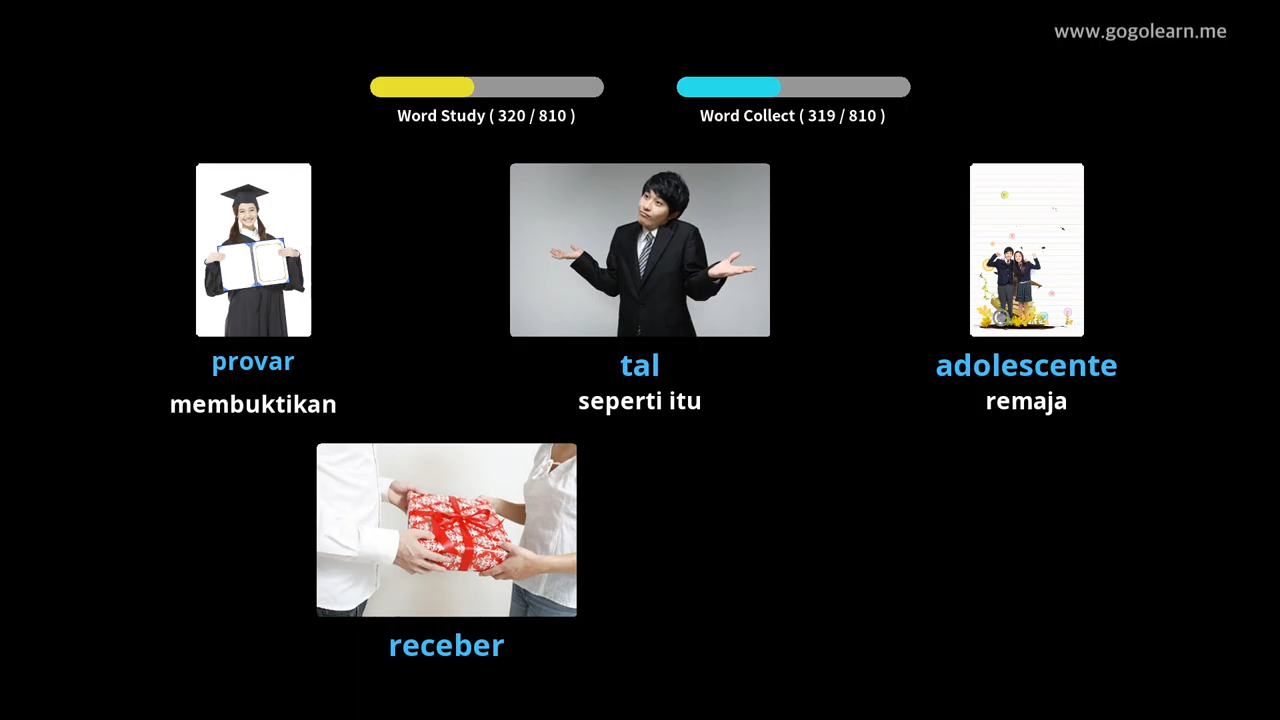 www.gogolearn.me
Word Study ( 320 / 810 )
Word Collect ( 319 / 810 )
provar
membuktikan
tal
seperti itu
adolescente
remaja
receber